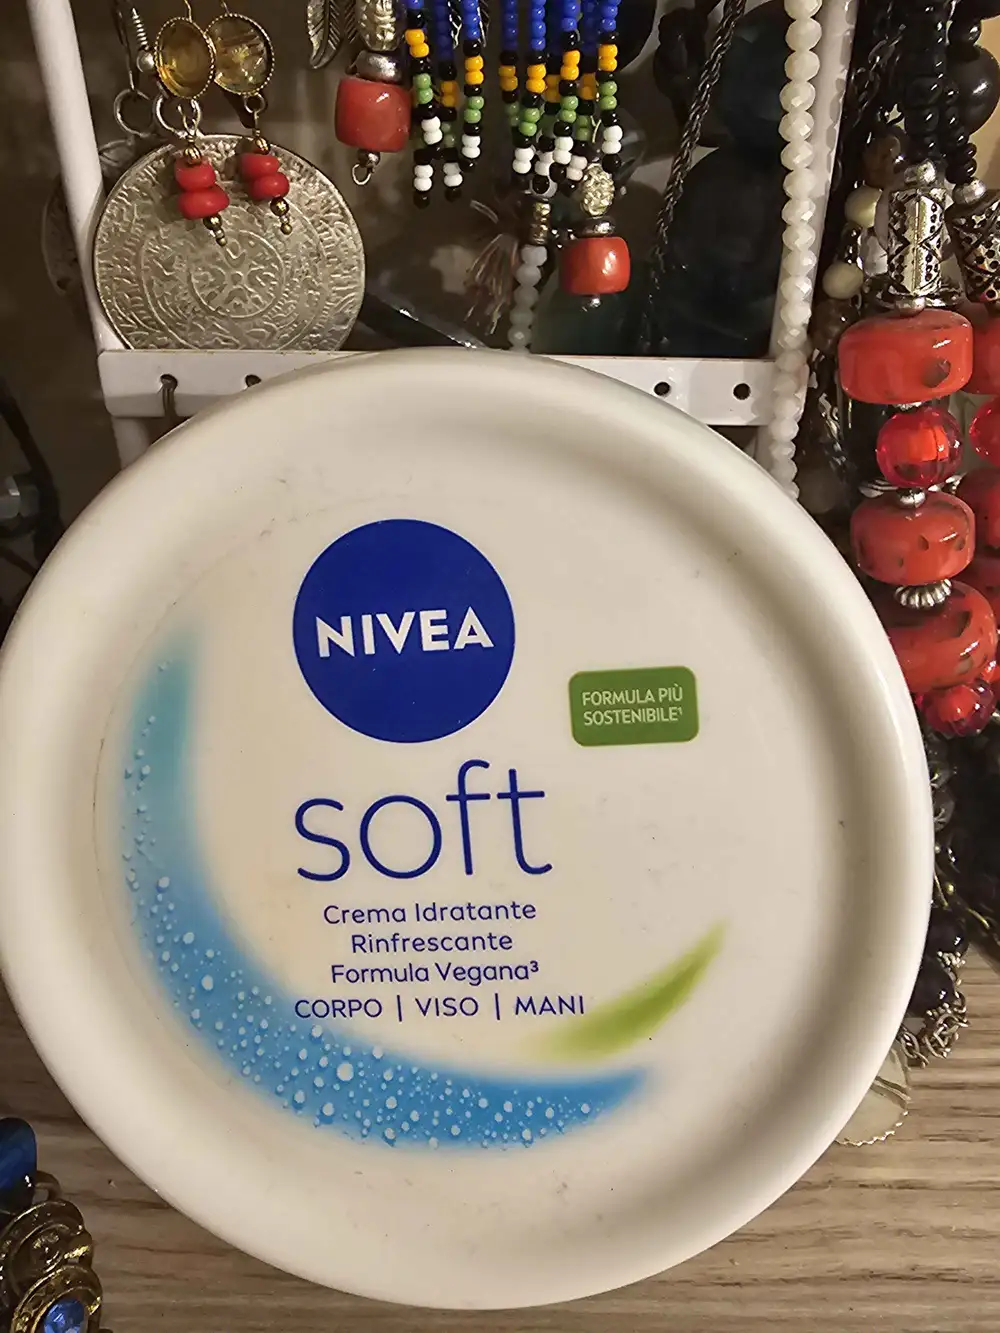 NIVEA
FORMULA PIÙ
SOSTENIBILE¹
soft
Crema Idratante
Rinfrescante
Formula Vegana³
CORPO | VISO | MANI